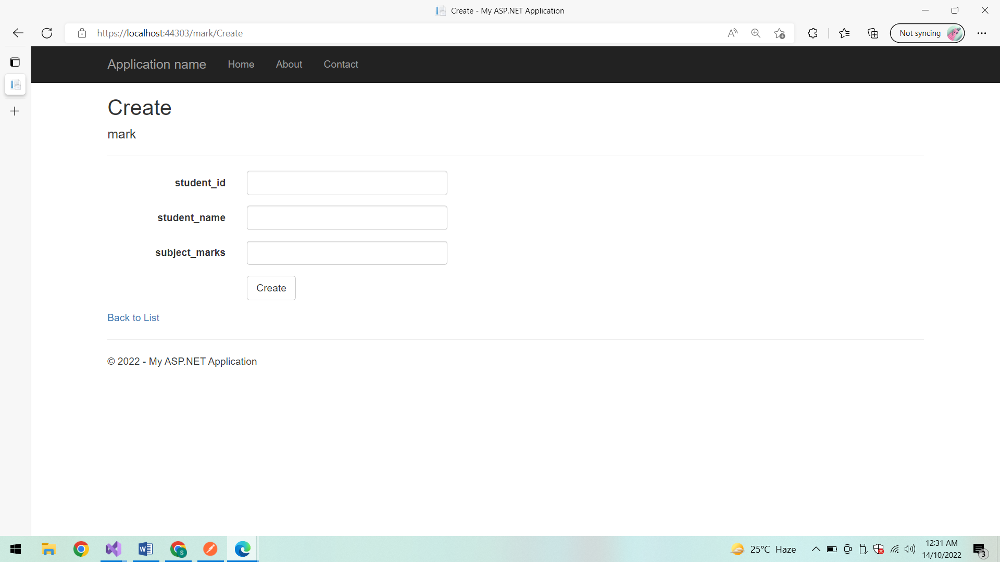 Create - My ASP.NET Application
https://localhost:44303/mark/Create
Not syncing
Application name Home About Contact
Create
mark
student_id
student_name
subject_marks
Create
Back to List
© 2022 - My ASP.NET Application
25°C Haze
12:31 AM
14/10/2022
3